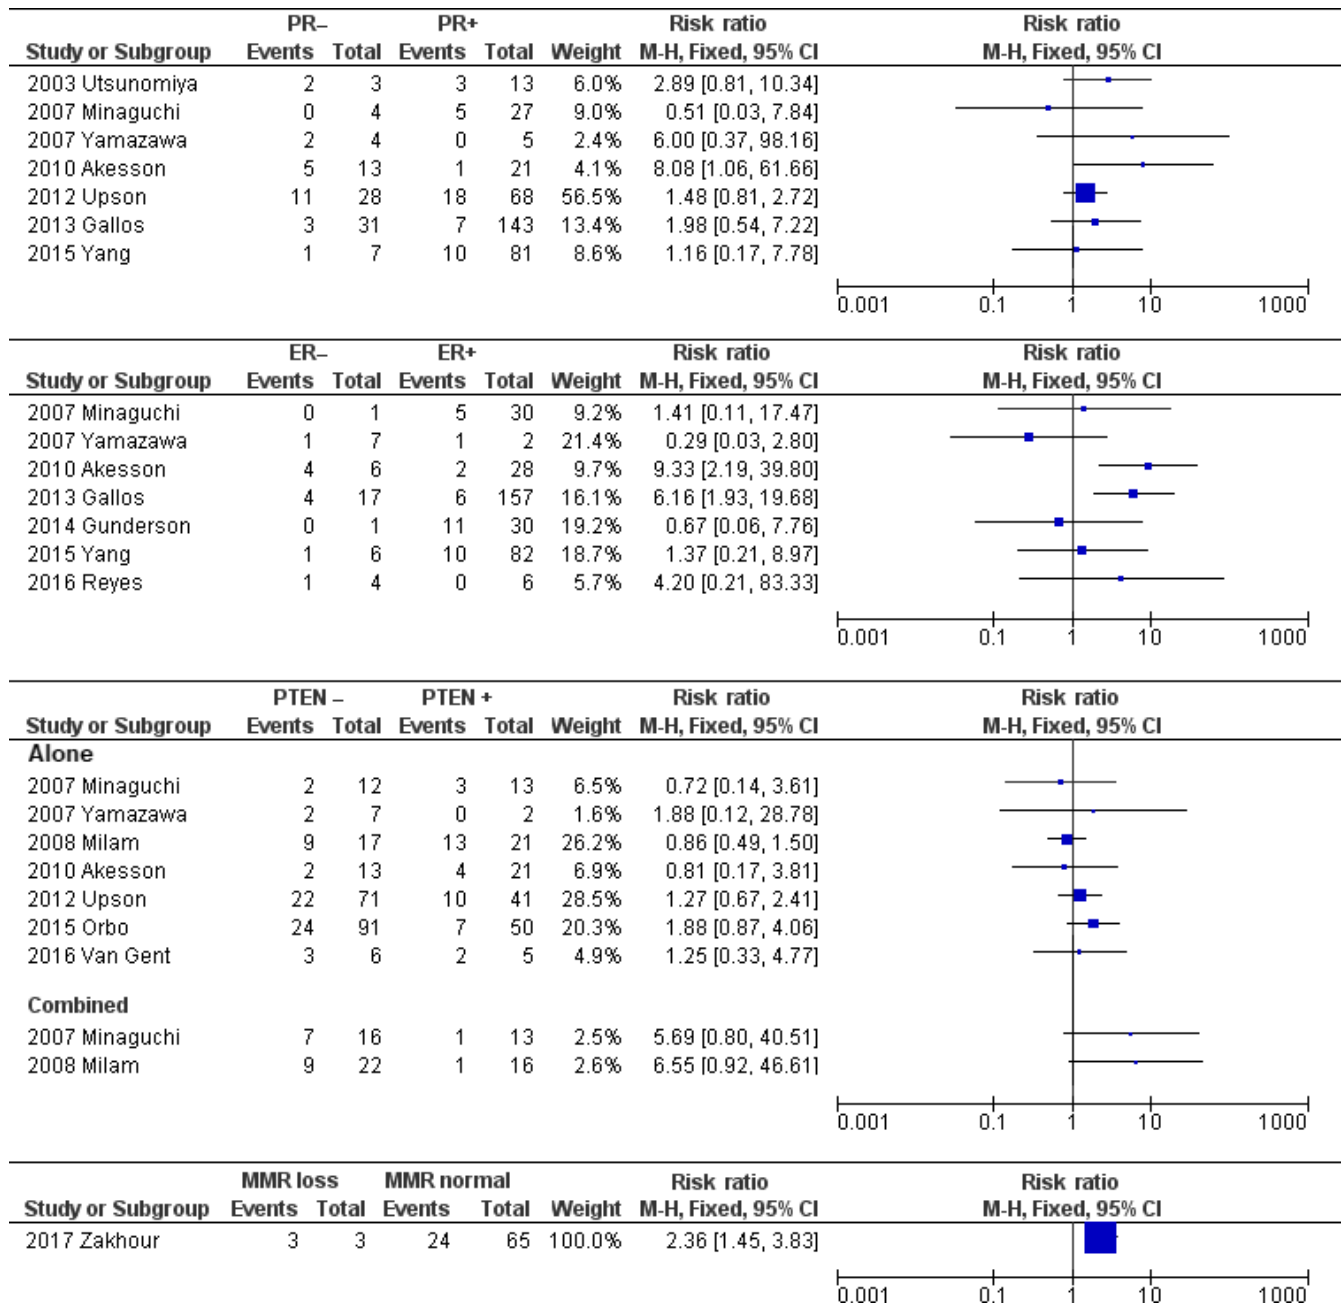 PR– PR+ Risk ratio Risk ratio
Study or Subgroup Events Total Events Total Weight M-H, Fixed, 95% CI M-H, Fixed, 95% CI
2003 Utsunomiya 2 3 3 13 6.0% 2.89 [0.81, 10.34]
2007 Minaguchi 0 4 5 27 9.0% 0.51 [0.03, 7.84]
2007 Yamazawa 2 4 0 5 2.4% 6.00 [0.37, 98.16]
2010 Akesson 5 13 1 21 4.1% 8.08 [1.06, 61.66]
2012 Upson 11 28 18 68 56.5% 1.48 [0.81, 2.72]
2013 Gallos 3 31 7 143 13.4% 1.98 [0.54, 7.22]
2015 Yang 1 7 10 81 8.6% 1.16 [0.17, 7.78]
0.001 0.1 1 10 1000
ER– ER+ Risk ratio Risk ratio
Study or Subgroup Events Total Events Total Weight M-H, Fixed, 95% CI M-H, Fixed, 95% CI
2007 Minaguchi 0 1 5 30 9.2% 1.41 [0.11, 17.47]
2007 Yamazawa 1 7 1 2 21.4% 0.29 [0.03, 2.80]
2010 Akesson 4 6 2 28 9.7% 9.33 [2.19, 39.80]
2013 Gallos 4 17 6 157 16.1% 6.16 [1.93, 19.68]
2014 Gunderson 0 1 11 30 19.2% 0.67 [0.06, 7.76]
2015 Yang 1 6 10 82 18.7% 1.37 [0.21, 8.97]
2016 Reyes 1 4 0 6 5.7% 4.20 [0.21, 83.33]
0.001 0.1 1 10 1000
PTEN – PTEN + Risk ratio Risk ratio
Study or Subgroup Events Total Events Total Weight M-H, Fixed, 95% CI M-H, Fixed, 95% CI
Alone
2007 Minaguchi 2 12 3 13 6.5% 0.72 [0.14, 3.61]
2007 Yamazawa 2 7 0 2 1.6% 1.88 [0.12, 28.78]
2008 Milam 9 17 13 21 26.2% 0.86 [0.49, 1.50]
2010 Akesson 2 13 4 21 6.9% 0.81 [0.17, 3.81]
2012 Upson 22 71 10 41 28.5% 1.27 [0.67, 2.41]
2015 Orbo 24 91 7 50 20.3% 1.88 [0.87, 4.06]
2016 Van Gent 3 6 2 5 4.9% 1.25 [0.33, 4.77]
Combined
2007 Minaguchi 7 16 1 13 2.5% 5.69 [0.80, 40.51]
2008 Milam 9 22 1 16 2.6% 6.55 [0.92, 46.61]
0.001 0.1 1 10 1000
MMR loss MMR normal Risk ratio Risk ratio
Study or Subgroup Events Total Events Total Weight M-H, Fixed, 95% CI M-H, Fixed, 95% CI
2017 Zakhour 3 3 24 65 100.0% 2.36 [1.45, 3.83]
0.001 0.1 1 10 1000